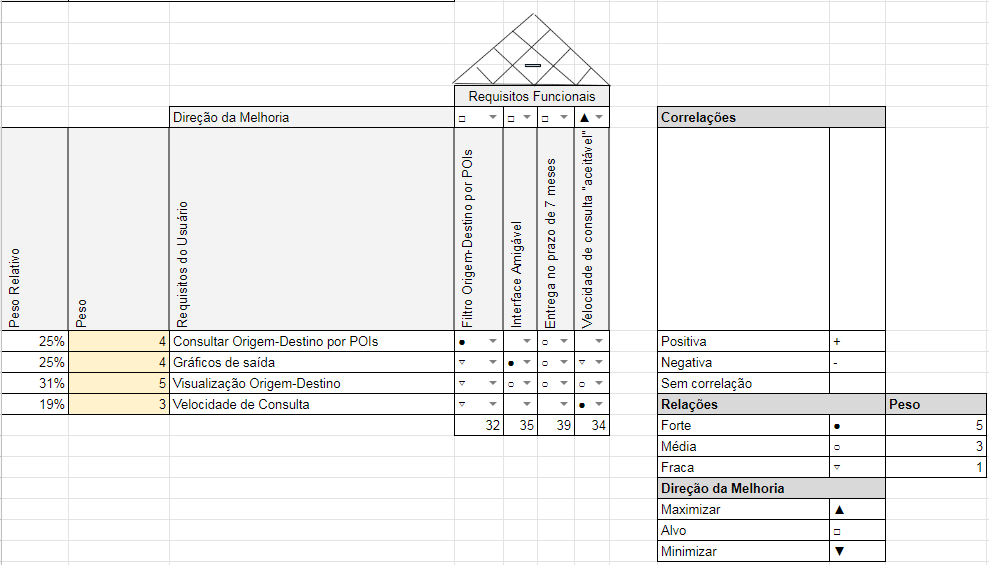 -
Requisitos Funcionais
Direção da Melhoria □ □ □ ▲
Correlações
Peso Relativo
Peso
Requisitos do Usuário
Filtro Origem-Destino por POIs
Interface Amigável
Entrega no prazo de 7 meses
Velocidade de consulta "aceitável"
25% 4 Consultar Origem-Destino por POIs ● ○
Positiva +
25% 4 Gráficos de saída ▿ ● ○ ▿
Negativa -
31% 5 Visualização Origem-Destino ▿ ○ ○ ○
Sem correlação
19% 3 Velocidade de Consulta ▿ ●
Relações Peso
32 35 39 34
Forte ● 5
Média ○ 3
Fraca ▿ 1
Direção da Melhoria
Maximizar ▲
Alvo □
Minimizar ▼